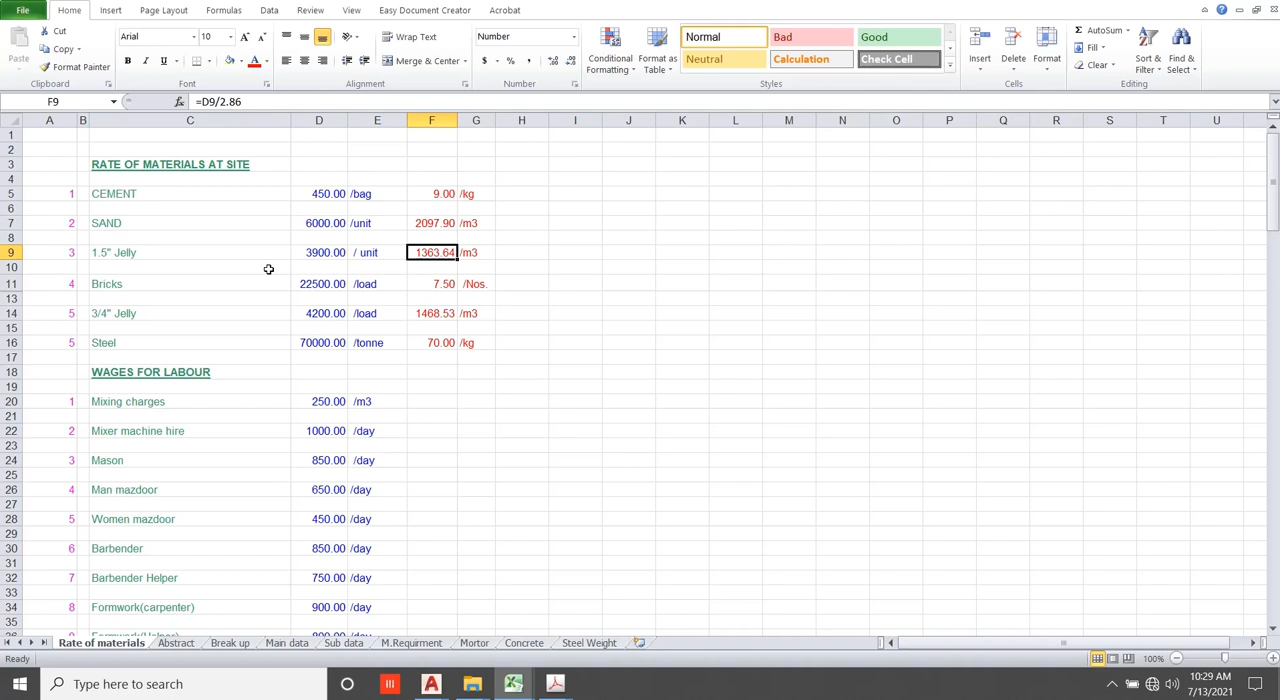 File Home Insert Page Layout Formulas Data Review View Easy Document Creator Acrobat
Paste Cut Copy Format Painter Clipboard
Arial 10 A A B I U A Font
Wrap Text Merge & Center Alignment
Number $ % , Number
Conditional Formatting Format as Table Normal Bad Good Neutral Calculation Check Cell Styles
Insert Delete Format Cells
Σ AutoSum Fill Clear Sort & Filter Find & Select Editing
F9 fx =D9/2.86
A B C D E F G H I J K L M N O P Q R S T U
1
2
3 RATE OF MATERIALS AT SITE
4
5 1 CEMENT 450.00 /bag 9.00 /kg
6
7 2 SAND 6000.00 /unit 2097.90 /m3
8
9 3 1.5" Jelly 3900.00 / unit 1363.64 /m3
10
11 4 Bricks 22500.00 /load 7.50 /Nos.
13
14 5 3/4" Jelly 4200.00 /load 1468.53 /m3
15
16 5 Steel 70000.00 /tonne 70.00 /kg
17
18 WAGES FOR LABOUR
19
20 1 Mixing charges 250.00 /m3
21
22 2 Mixer machine hire 1000.00 /day
23
24 3 Mason 850.00 /day
25
26 4 Man mazdoor 650.00 /day
27
28 5 Women mazdoor 450.00 /day
29
30 6 Barbender 850.00 /day
31
32 7 Barbender Helper 750.00 /day
33
34 8 Formwork(carpenter) 900.00 /day
35
36 9 Formwork(Helper) 800.00 /day
Rate of materials Abstract Break up Main data Sub data M.Requirment Mortor Concrete Steel Weight
Ready 100%
Type here to search 10:29 AM
7/13/2021